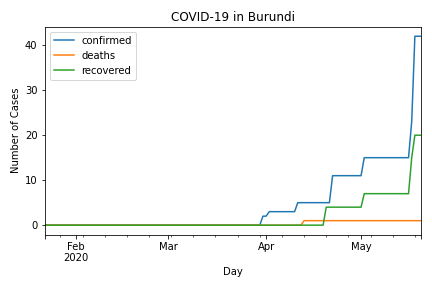 COVID-19 in Burundi
confirmed
deaths
recovered
Number of Cases
40
30
20
10
0
Feb
2020
Mar
Apr
May
Day